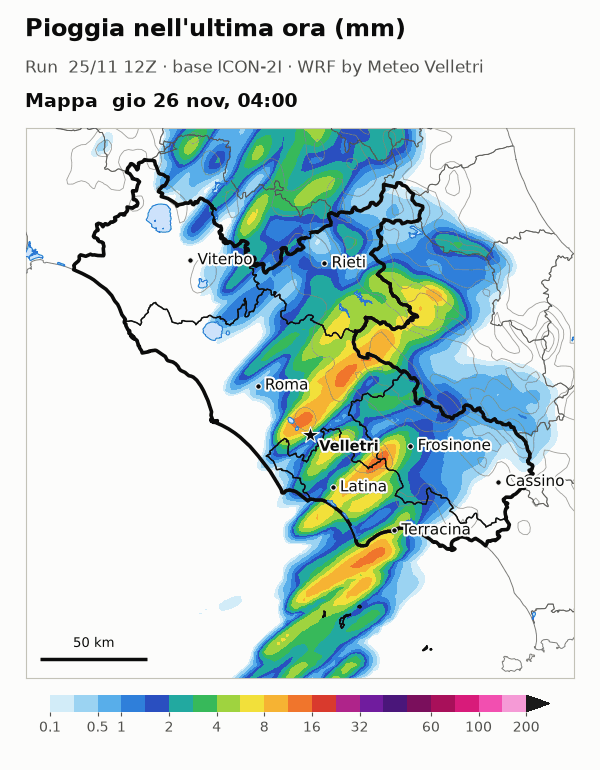 Pioggia nell'ultima ora (mm)
Run  25/11 12Z · base ICON-2I · WRF by Meteo Velletri
Mappa  gio 26 nov, 04:00
Viterbo
Rieti
Roma
Velletri
Frosinone
Latina
Cassino
Terracina
50 km
0.1 0.5 1 2 4 8 16 32 60 100 200